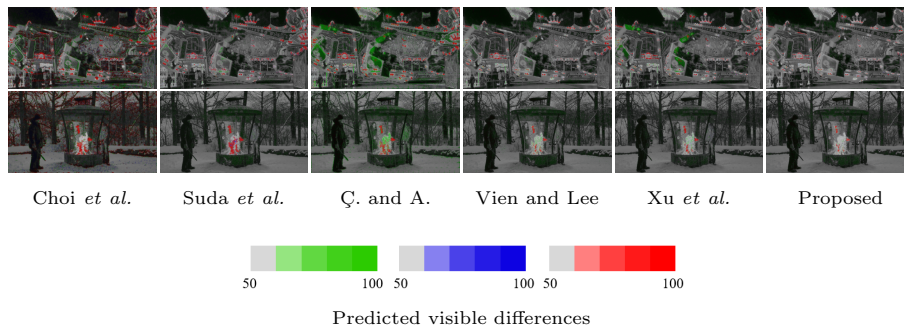 Choi et al. Suda et al. Ç. and A. Vien and Lee Xu et al. Proposed
50 100 50 100 50 100
Predicted visible differences